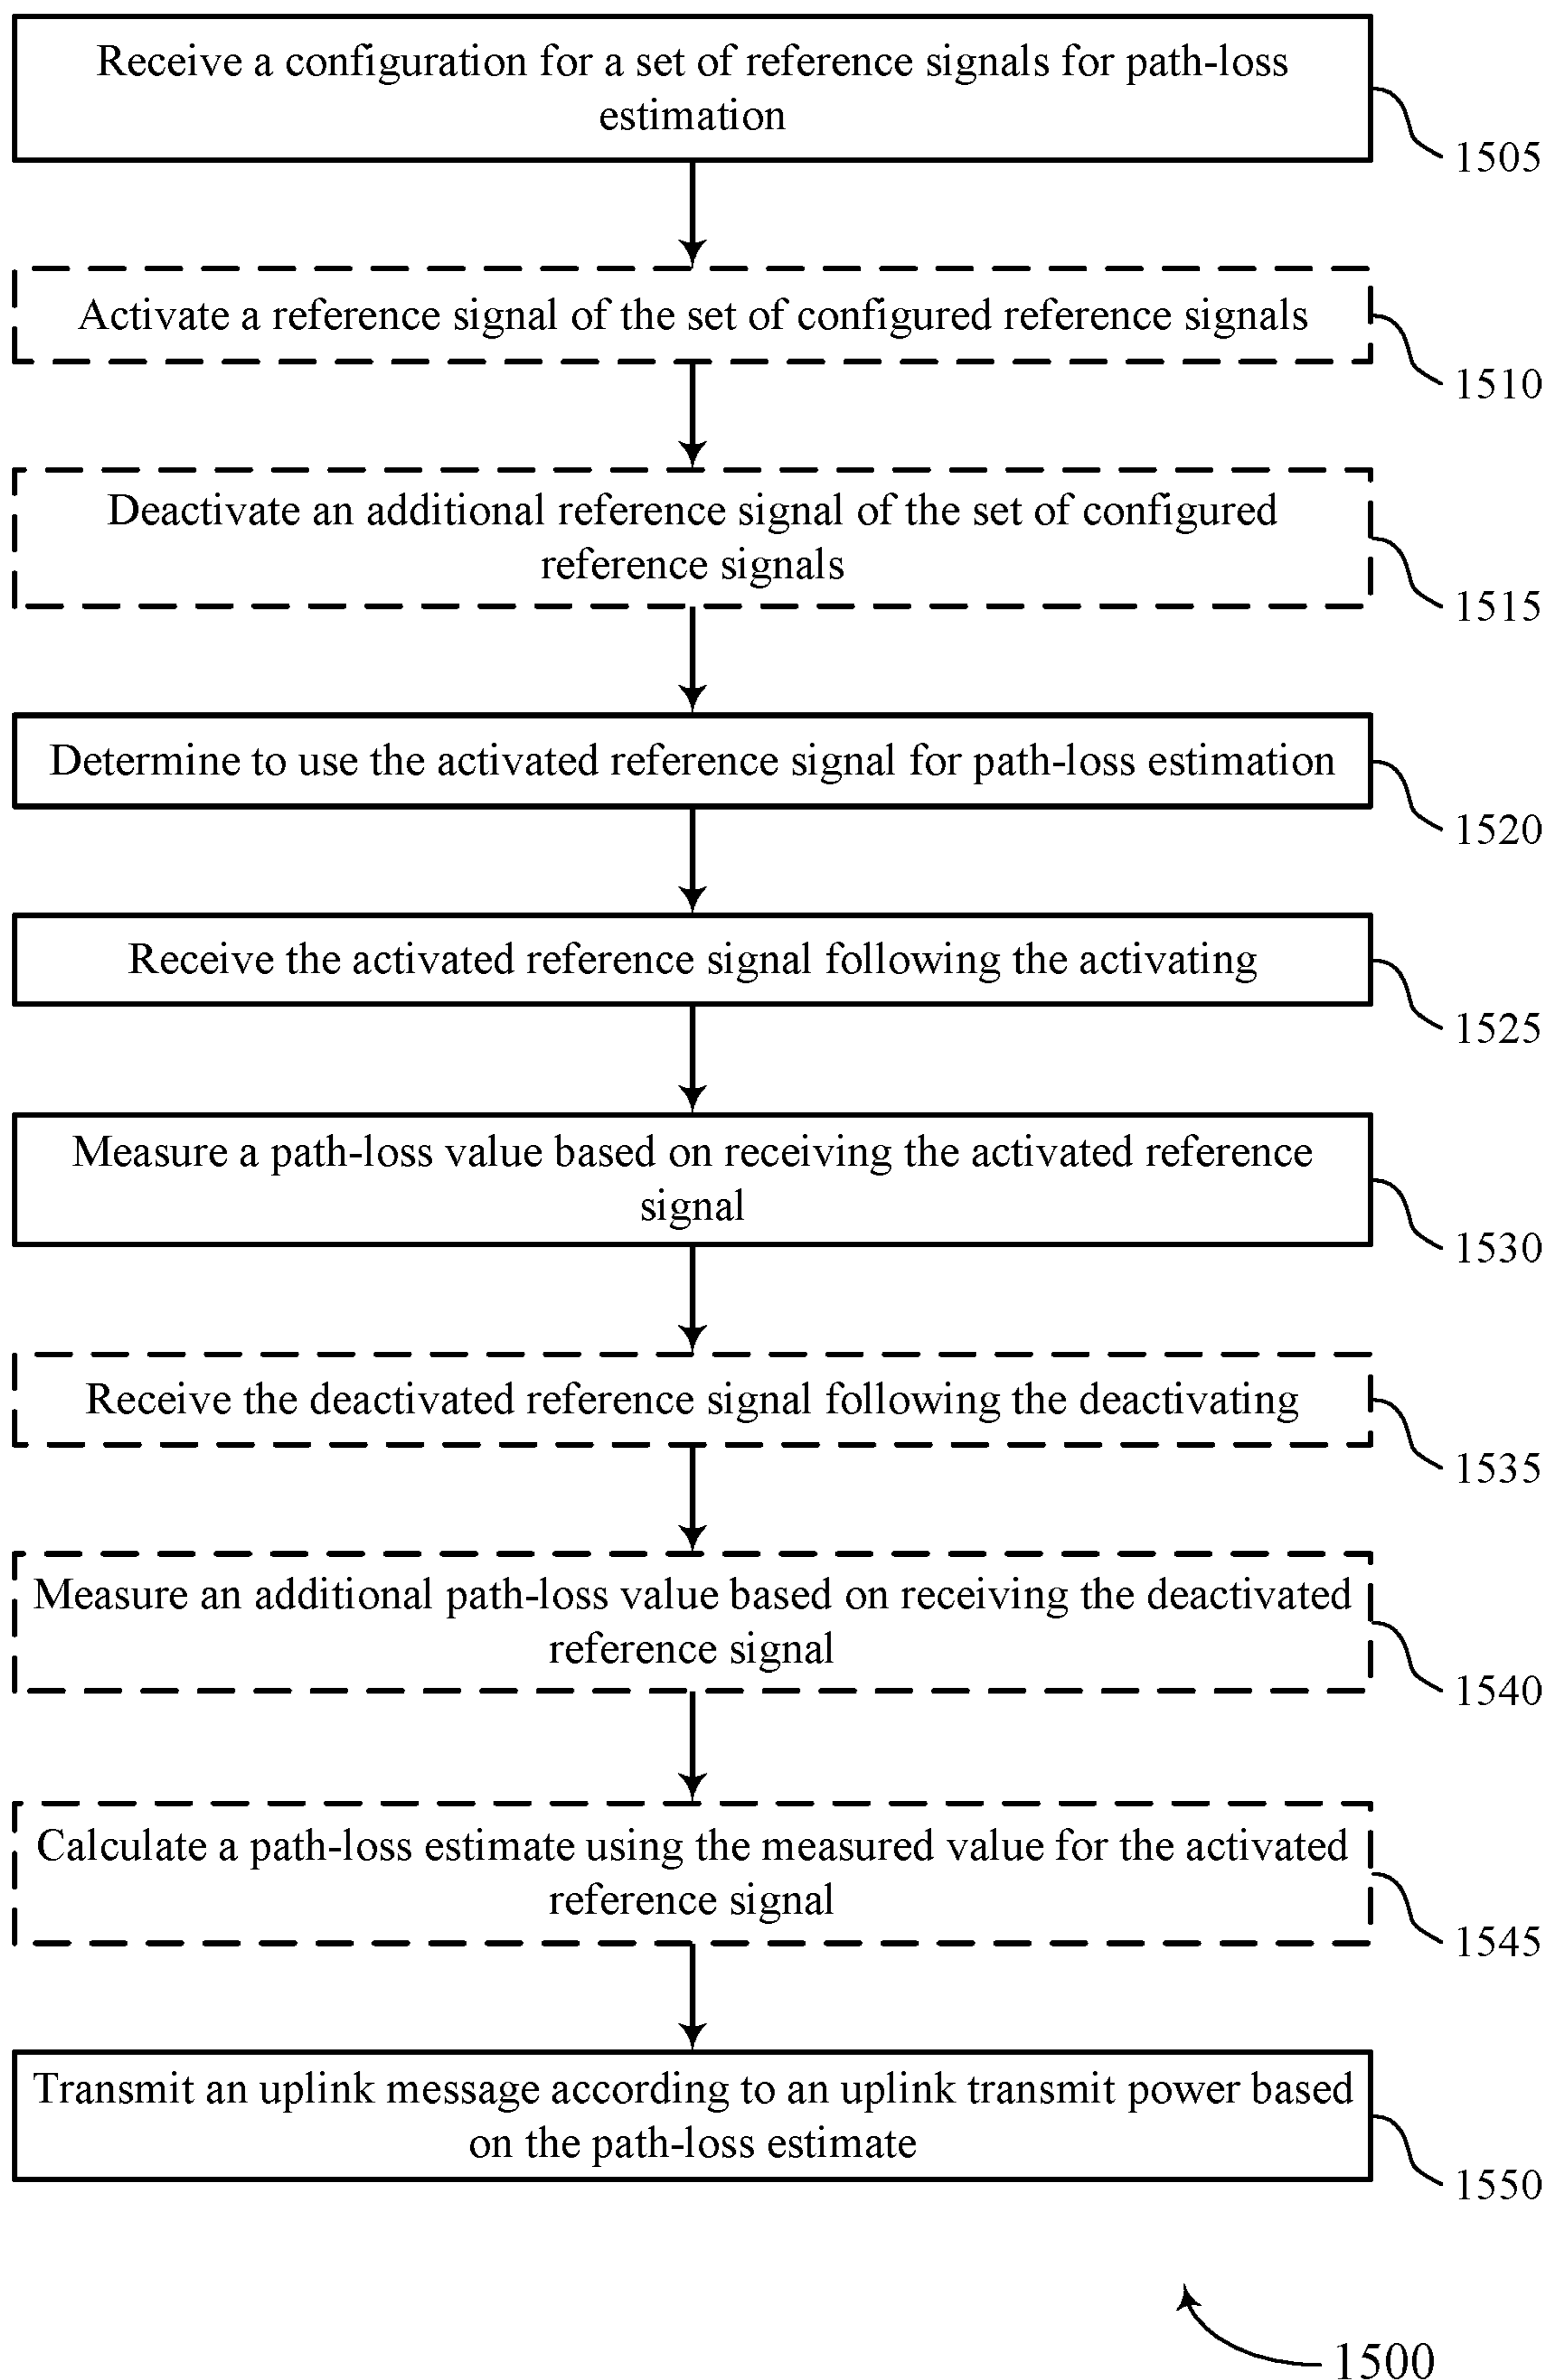 Receive a configuration for a set of reference signals for path-loss
estimation
1505
Activate a reference signal of the set of configured reference signals
1510
Deactivate an additional reference signal of the set of configured
reference signals
1515
Determine to use the activated reference signal for path-loss estimation
1520
Receive the activated reference signal following the activating
1525
Measure a path-loss value based on receiving the activated reference
signal
1530
Receive the deactivated reference signal following the deactivating
1535
Measure an additional path-loss value based on receiving the deactivated
reference signal
1540
Calculate a path-loss estimate using the measured value for the activated
reference signal
1545
Transmit an uplink message according to an uplink transmit power based
on the path-loss estimate
1550
1500